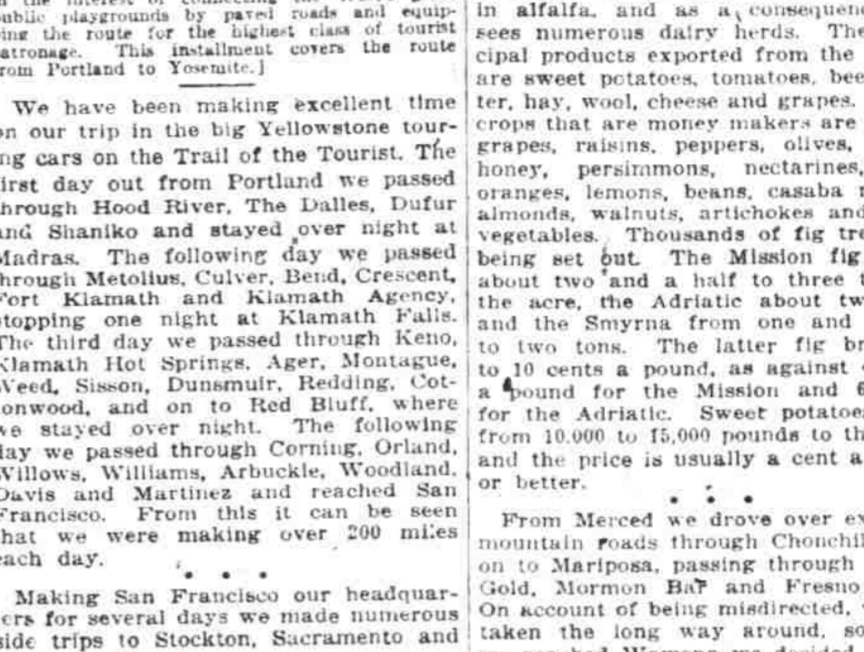 public playgrounds by paved roads and equip-
ing the route for the highest class of tourist
atronage. This installment covers the route
rom Portland to Yosemite.]
We have been making excellent time
n our trip in the big Yellowstone tour-
ng cars on the Trail of the Tourist. The
irst day out from Portland we passed
hrough Hood River, The Dalles, Dufur
nd Shaniko and stayed over night at
Madras. The following day we passed
hrough Metolius, Culver, Bend, Crescent,
Fort Klamath and Klamath Agency,
topping one night at Klamath Falls.
The third day we passed through Keno,
Klamath Hot Springs, Ager, Montague,
Weed, Sisson, Dunsmuir, Redding, Cot-
onwood, and on to Red Bluff, where
we stayed over night. The following
day we passed through Corning, Orland,
Willows, Williams, Arbuckle, Woodland,
Davis and Martinez and reached San
Francisco. From this it can be seen
hat we were making over 200 miles
each day.
• • •
Making San Francisco our headquar-
ers for several days we made numerous
side trips to Stockton, Sacramento and
in alfalfa, and as a consequen
sees numerous dairy herds. The
cipal products exported from the
are sweet potatoes, tomatoes, bee
ter, hay, wool, cheese and grapes.
crops that are money makers are
grapes, raisins, peppers, olives,
honey, persimmons, nectarines,
oranges, lemons, beans, casaba
almonds, walnuts, artichokes and
vegetables. Thousands of fig tre
being set out. The Mission fig
about two and a half to three
the acre, the Adriatic about tw
and the Smyrna from one and
to two tons. The latter fig br
to 10 cents a pound, as against
a pound for the Mission and
for the Adriatic. Sweet potatoe
from 10,000 to 15,000 pounds to th
and the price is usually a cent a
or better.
• • •
From Merced we drove over ex
mountain roads through Chonchil
on to Mariposa, passing through
Gold, Mormon Bar and Fresno
On account of being misdirected,
taken the long way around, so